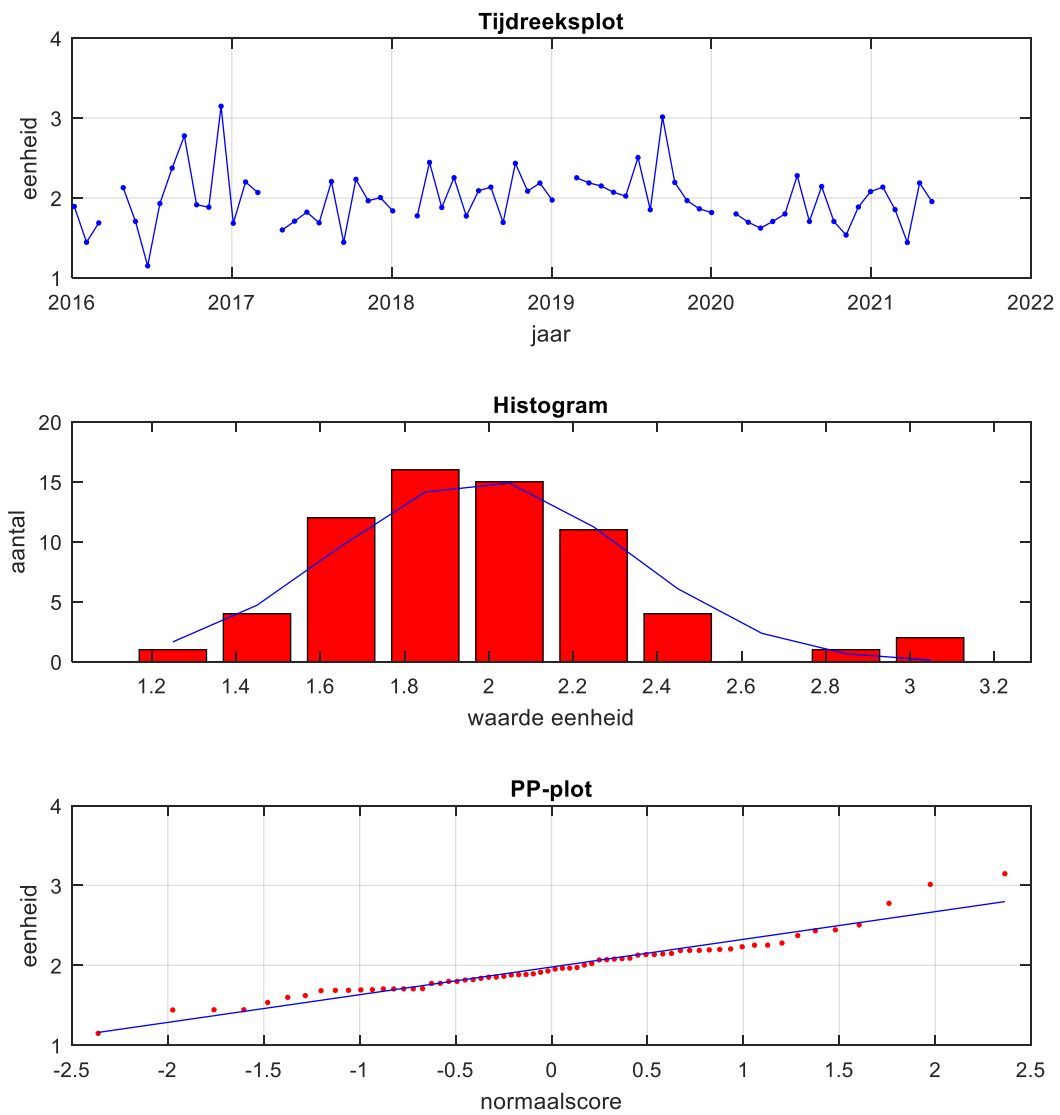 Tijdreeksplot
4
3
2
1
eenheid
2016 2017 2018 2019 2020 2021 2022
jaar
Histogram
20
15
10
5
0
aantal
1.2 1.4 1.6 1.8 2 2.2 2.4 2.6 2.8 3 3.2
waarde eenheid
PP-plot
4
3
2
1
eenheid
-2.5 -2 -1.5 -1 -0.5 0 0.5 1 1.5 2 2.5
normaalscore